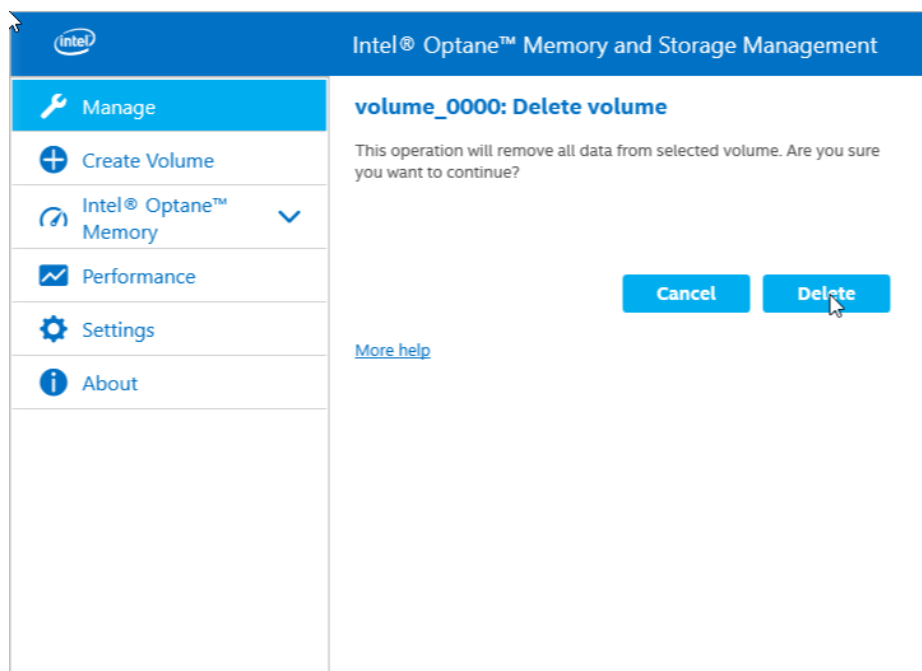 intel
Intel® Optane™ Memory and Storage Management
Manage
Create Volume
Intel® Optane™
Memory
Performance
Settings
About
volume_0000: Delete volume
This operation will remove all data from selected volume. Are you sure
you want to continue?
Cancel
Delete
More help